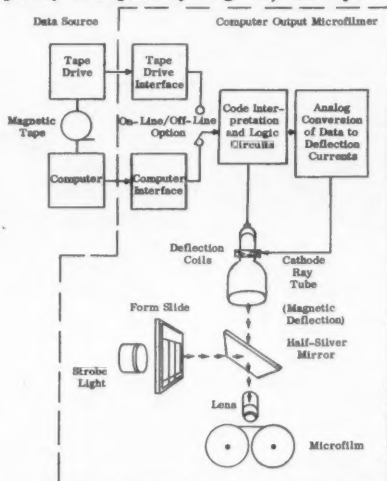 Data Source
Computer Output Microfilmer
Tape
Drive
Tape
Drive
Interface
Magnetic
Tape
On-Line/Off-Line
Option
Code Inter-
pretation
and Logic
Circuits
Analog
Conversion
of Data to
Deflection
Currents
Computer
Computer
Interface
Deflection
Coils
Cathode
Ray
Tube
(Magnetic
Deflection)
Form Slide
Half-Silver
Mirror
Strobe
Light
Lens
Microfilm